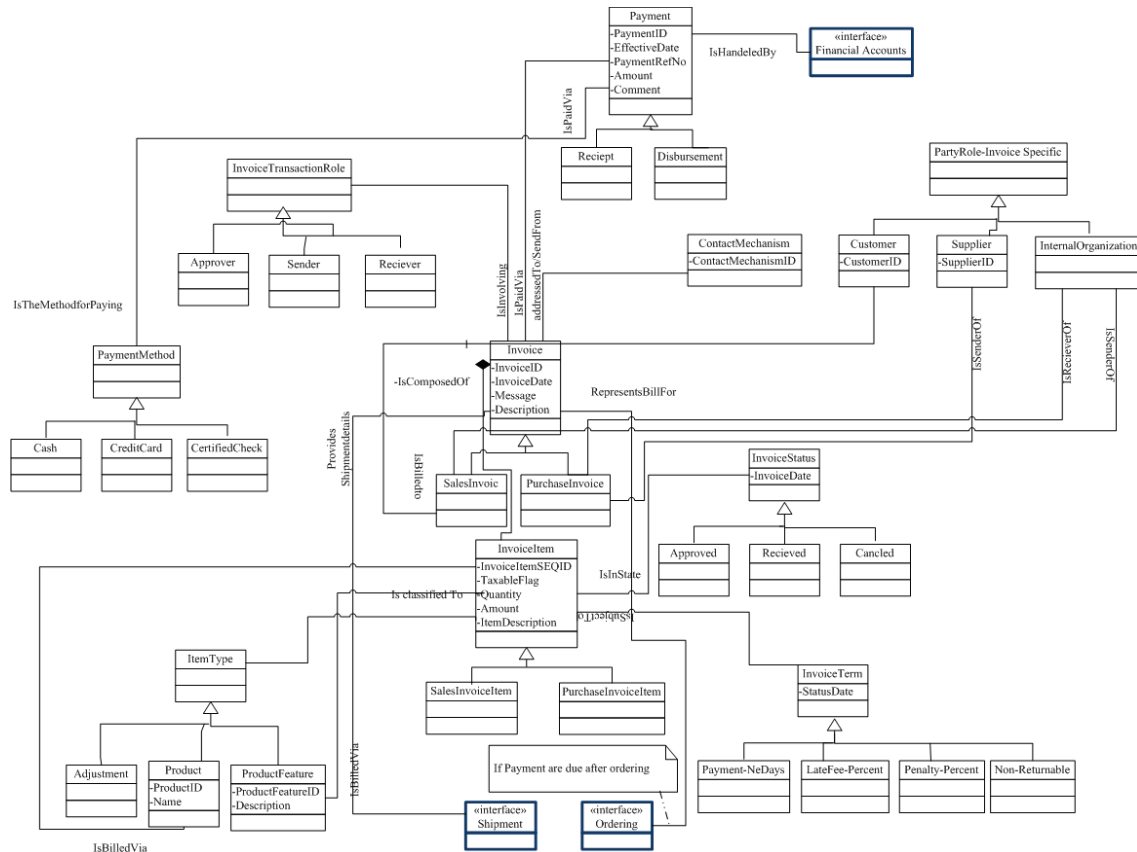 Payment
-PaymentID
-EffectiveDate
-PaymentRefNo
-Amount
-Comment
IsHandeledBy
«interface»
Financial Accounts
IsPaidVia
Reciept
Disbursement
PartyRole-Invoice Specific
InvoiceTransactionRole
Approver
Sender
Reciever
ContactMechanism
-ContactMechanismID
Customer
-CustomerID
Supplier
-SupplierID
InternalOrganization
IsTheMethodforPaying
IsInvolving
IsPaidVia
addressedTo/SendFrom
IsSenderOf
IsRecieverOf
IsSenderOf
PaymentMethod
Cash
CreditCard
CertifiedCheck
Invoice
-InvoiceID
-InvoiceDate
-Message
-Description
-IsComposedOf
RepresentsBillFor
Provides
Shipmentdetails
IsBilledto
SalesInvoic
PurchaseInvoice
InvoiceStatus
-InvoiceDate
Approved
Recieved
Cancled
InvoiceItem
-InvoiceItemSEQID
-TaxableFlag
-Quantity
-Amount
-ItemDescription
Is classified To
IsInState
IsSubjectTo
ItemType
SalesInvoiceItem
PurchaseInvoiceItem
InvoiceTerm
-StatusDate
Adjustment
Product
-ProductID
-Name
ProductFeature
-ProductFeatureID
-Description
IsBilledVia
If Payment are due after ordering
Payment-NeDays
LateFee-Percent
Penalty-Percent
Non-Returnable
«interface»
Shipment
«interface»
Ordering
IsBilledVia